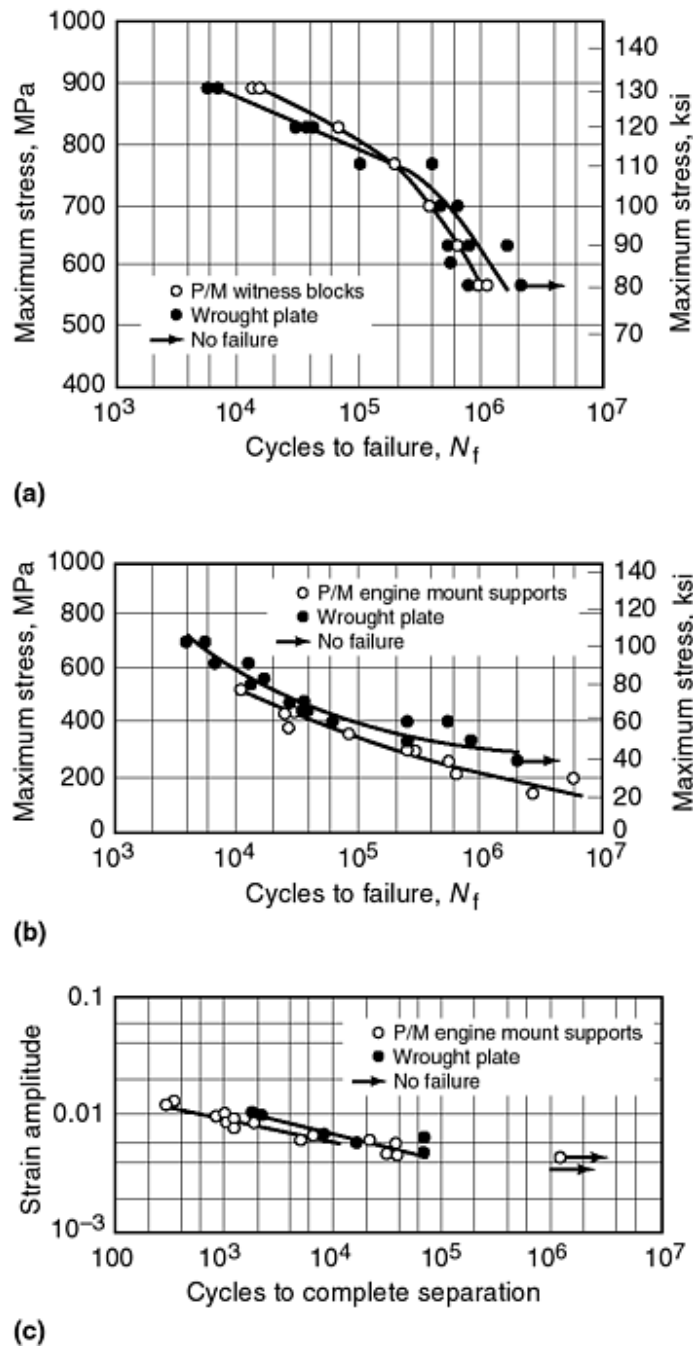 1000
900
800
700
600
500
400
Maximum stress, MPa
140
130
120
110
100
90
80
70
Maximum stress, ksi
P/M witness blocks
Wrought plate
No failure
10³ 10⁴ 10⁵ 10⁶ 10⁷
Cycles to failure, Nf
(a)
1000
800
600
400
200
0
Maximum stress, MPa
140
120
100
80
60
40
20
0
Maximum stress, ksi
P/M engine mount supports
Wrought plate
No failure
10³ 10⁴ 10⁵ 10⁶ 10⁷
Cycles to failure, Nf
(b)
0.1
0.01
10⁻³
Strain amplitude
P/M engine mount supports
Wrought plate
No failure
100 10³ 10⁴ 10⁵ 10⁶ 10⁷
Cycles to complete separation
(c)